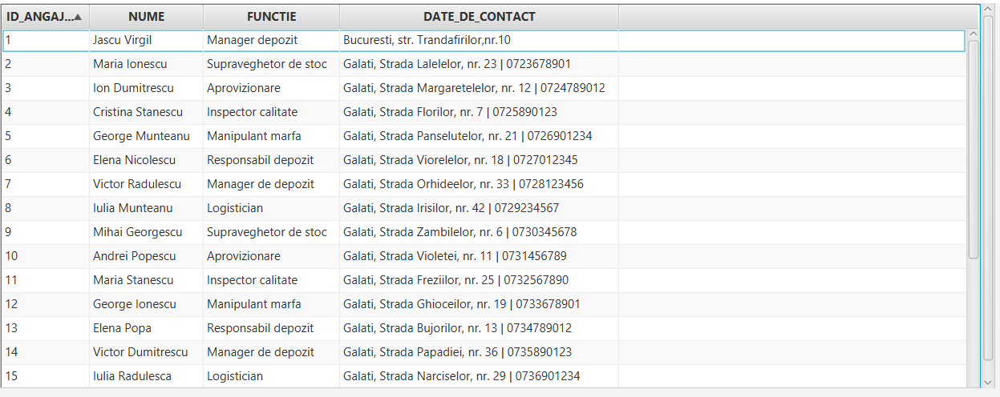 ID_ANGAJ... NUME FUNCTIE DATE_DE_CONTACT
1 Jascu Virgil Manager depozit Bucuresti, str. Trandafirilor,nr.10
2 Maria Ionescu Supraveghetor de stoc Galati, Strada Lalelelor, nr. 23 | 0723678901
3 Ion Dumitrescu Aprovizionare Galati, Strada Margaretelelor, nr. 12 | 0724789012
4 Cristina Stanescu Inspector calitate Galati, Strada Florilor, nr. 7 | 0725890123
5 George Munteanu Manipulant marfa Galati, Strada Panselutelor, nr. 21 | 0726901234
6 Elena Nicolescu Responsabil depozit Galati, Strada Viorelelor, nr. 18 | 0727012345
7 Victor Radulescu Manager de depozit Galati, Strada Orhideelor, nr. 33 | 0728123456
8 Iulia Munteanu Logistician Galati, Strada Irisilor, nr. 42 | 0729234567
9 Mihai Georgescu Supraveghetor de stoc Galati, Strada Zambilelor, nr. 6 | 0730345678
10 Andrei Popescu Aprovizionare Galati, Strada Violetei, nr. 11 | 0731456789
11 Maria Stanescu Inspector calitate Galati, Strada Freziilor, nr. 25 | 0732567890
12 George Ionescu Manipulant marfa Galati, Strada Ghioceilor, nr. 19 | 0733678901
13 Elena Popa Responsabil depozit Galati, Strada Bujorilor, nr. 13 | 0734789012
14 Victor Dumitrescu Manager de depozit Galati, Strada Papadiei, nr. 36 | 0735890123
15 Iulia Radulesca Logistician Galati, Strada Narciselor, nr. 29 | 0736901234